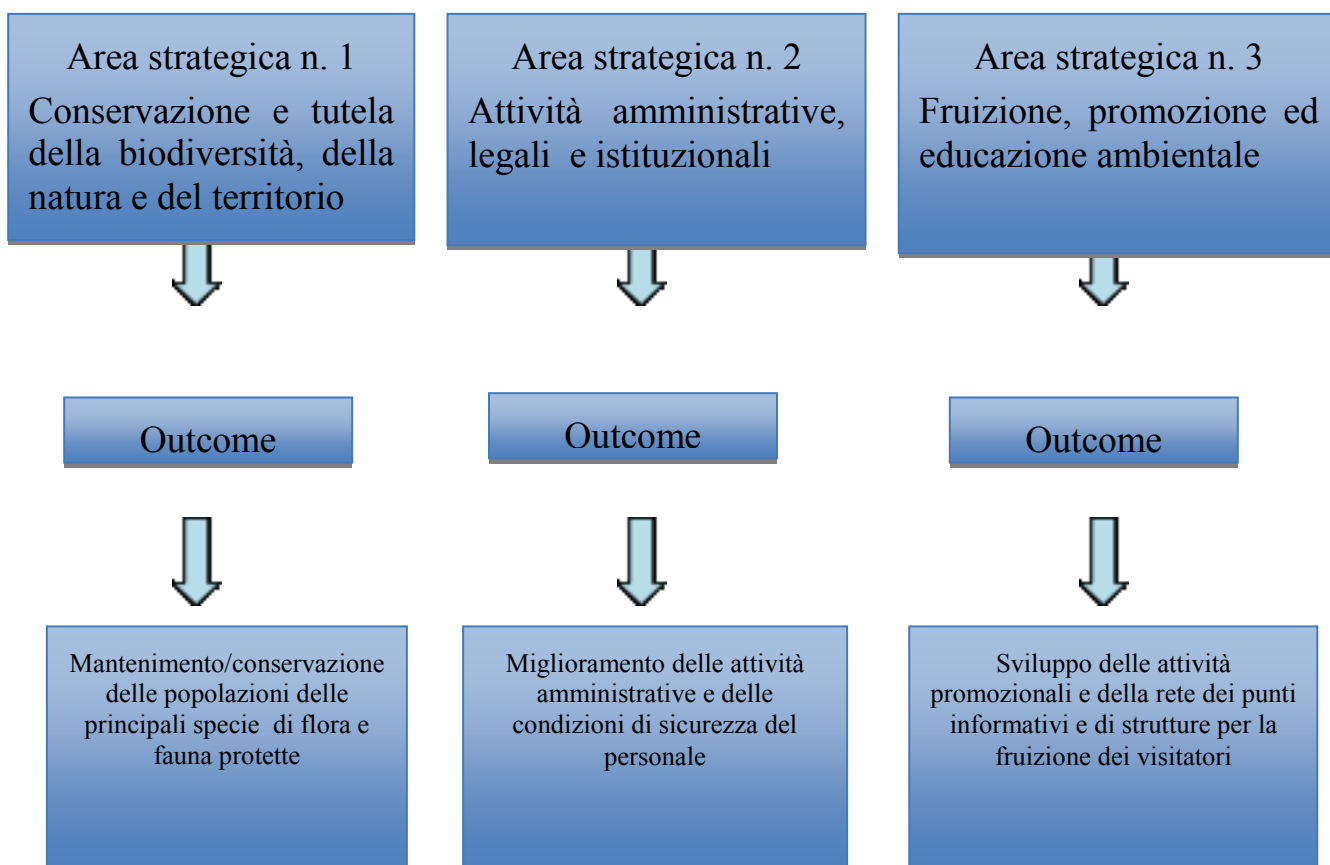 Area strategica n. 1
Conservazione e tutela
della biodiversità, della
natura e del territorio
Area strategica n. 2
Attività amministrative,
legali e istituzionali
Area strategica n. 3
Fruizione, promozione ed
educazione ambientale
Outcome
Outcome
Outcome
Mantenimento/conservazione
delle popolazioni delle
principali specie di flora e
fauna protette
Miglioramento delle attività
amministrative e delle
condizioni di sicurezza del
personale
Sviluppo delle attività
promozionali e della rete dei punti
informativi e di strutture per la
fruizione dei visitatori